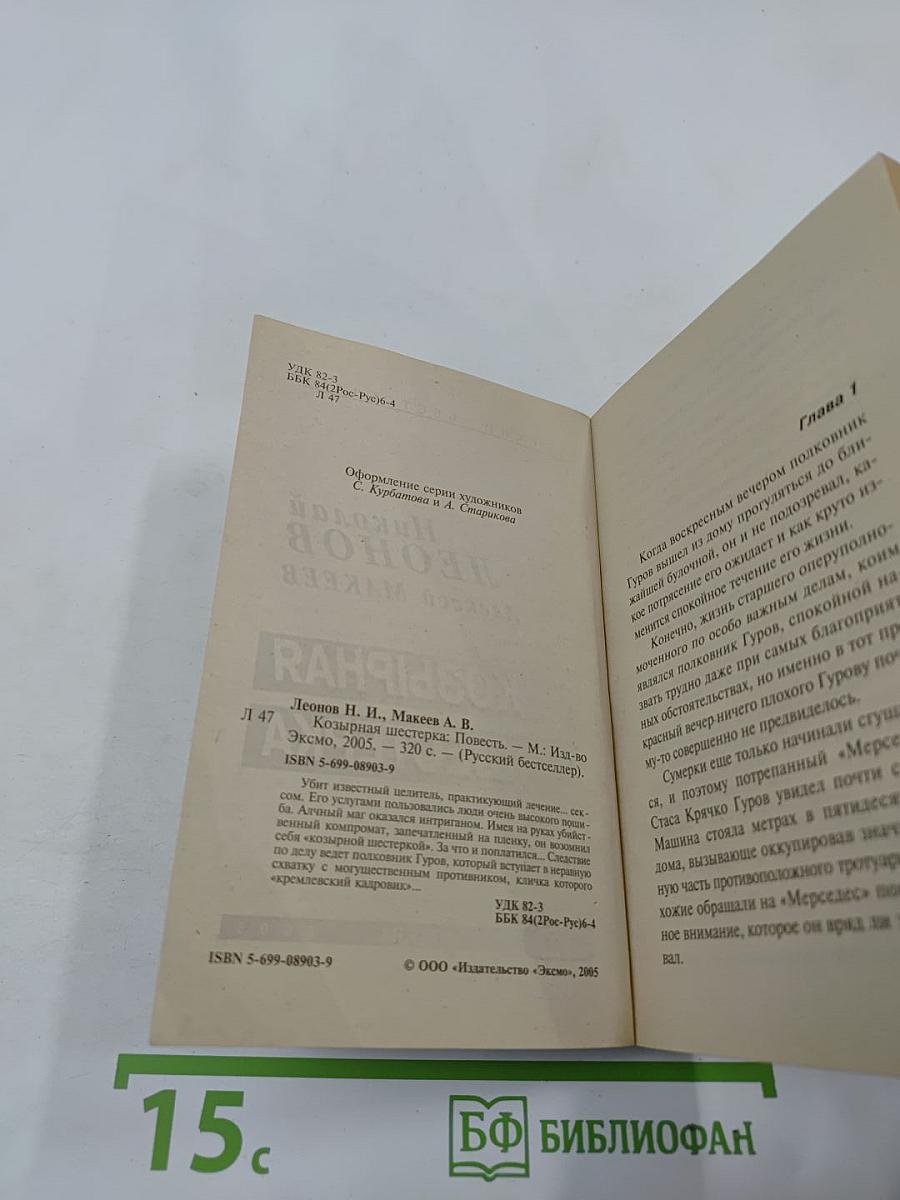 УДК 82-3
ББК 84(2Рос-Рус)6-4
Л 47
Оформление серии художников
С. Курбатова и А. Старикова
Леонов Н. И., Макеев А. В.
Л 47 Козырная шестерка: Повесть. — М.: Изд-во
Эксмо, 2005. — 320 с. — (Русский бестселлер).
ISBN 5-699-08903-9
Убит известный целитель, практикующий лечение... сек-
сом. Его услугами пользовались люди очень высокого поши-
ба. Алчный маг оказался интриганом. Имея на руках убийст-
венный компромат, запечатленный на пленку, он возомнил
себя «козырной шестеркой». За что и поплатился... Следствие
по делу ведет полковник Гуров, который вступает в неравную
схватку с могущественным противником, кличка которого
«кремлевский кадровик»...
УДК 82-3
ББК 84(2Рос-Рус)6-4
ISBN 5-699-08903-9
© ООО «Издательство «Эксмо», 2005
Глава 1
Когда воскресным вечером полковник
Гуров вышел из дому прогуляться до бли-
жайшей булочной, он и не подозревал, ка-
кое потрясение его ожидает и как круто из-
менится спокойное течение его жизни.
Конечно, жизнь старшего оперуполно-
моченного по особо важным делам, коим
являлся полковник Гуров, спокойной на-
звать трудно даже при самых благоприят
ных обстоятельствах, но именно в тот пр
красный вечер ничего плохого Гурову поч
му-то совершенно не предвиделось.
Сумерки еще только начинали сгуща
ся, и поэтому потрепанный «Мерсе
Стаса Крячко Гуров увидел почти с
Машина стояла метрах в пятидеся
дома, вызывающе оккупировав знач
ную часть противоположного тротуар
хожие обращали на «Мерседес»
ное внимание, которое он вряд ли
вал.
15 с
БФ БИБЛИОФАН